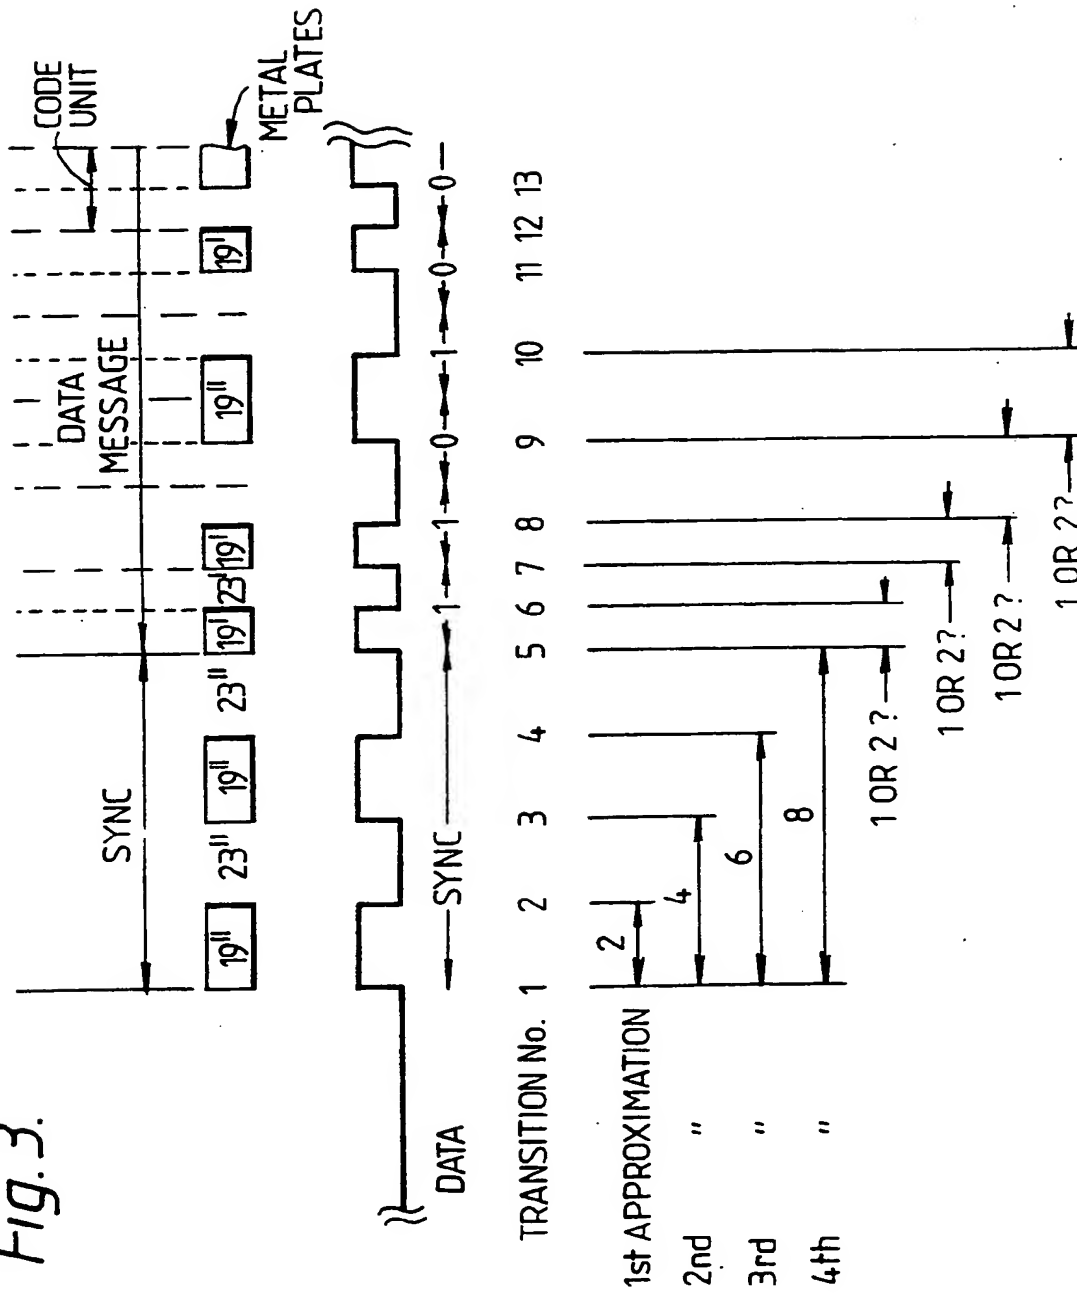 Fig. 3.
CODE
UNIT
DATA
MESSAGE
SYNC
METAL
PLATES
19" 23" 19" 23" 19' 23' 19' 19" 19'
DATA SYNC 1 1 0 1 0 0
TRANSITION No. 1 2 3 4 5 6 7 8 9 10 11 12 13
1st APPROXIMATION 2
2nd " 4
3rd " 6
4th " 8
1 OR 2 ?
1 OR 2?
1 OR 2 ?
1 OR 2?